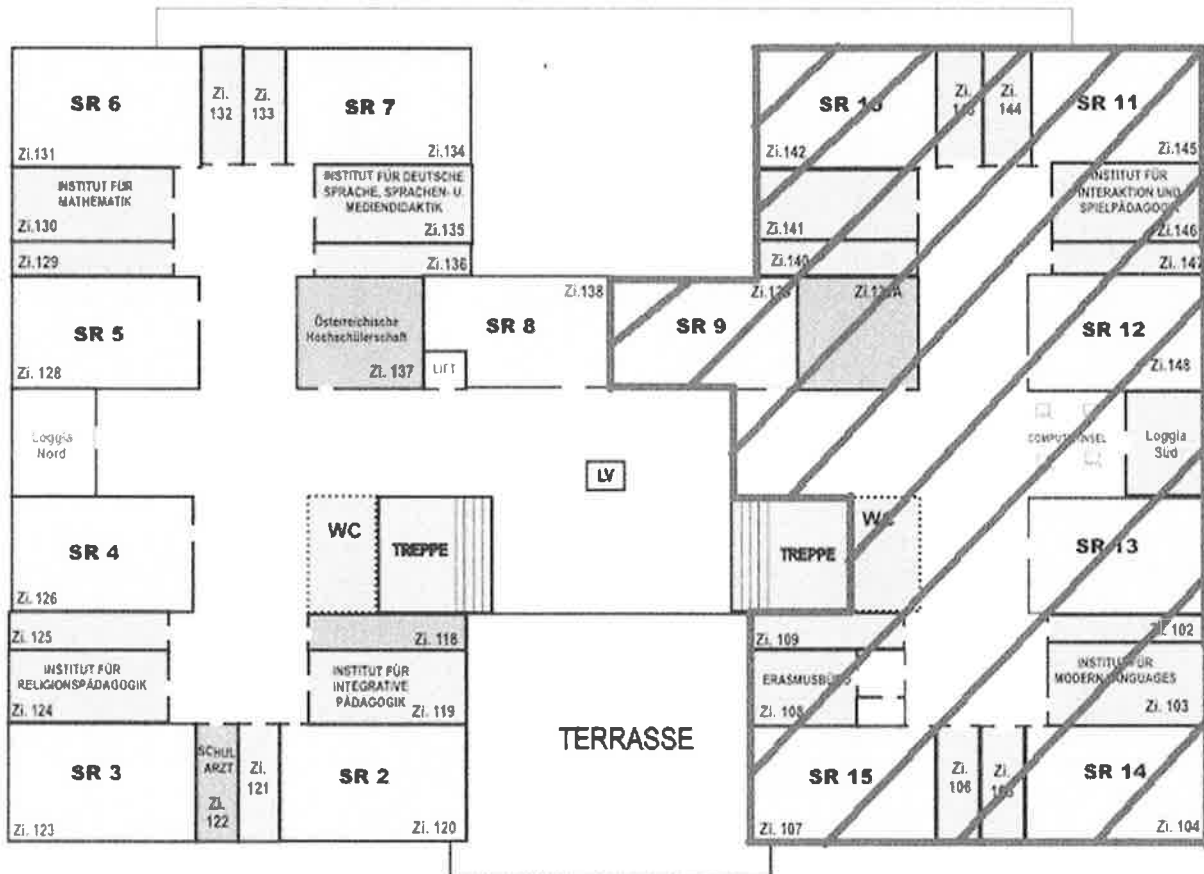 SR 6
Zi.
132
Zi.
133
SR 7
SR 10
Zi.
144
SR 11
Zi.131
Zi.134
Zi.142
Zi.145
INSTITUT FÜR
MATHEMATIK
Zi.130
INSTITUT FÜR DEUTSCHE
SPRACHE, SPRACHEN- U.
MEDIENDIDAKTIK
Zi.135
Zi.141
INSTITUT FÜR
INTERAKTION UND
SPIELPÄDAGOGIK
Zi.146
Zi.129
Zi.136
Zi.140
Zi.147
SR 5
Zi. 128
Österreichische
Hochschülerschaft
Zi. 137
Zi.138
SR 8
LIFT
SR 9
SR 12
Zi.148
Loggia
Nord
LV
COMPUTERINSEL
Loggia
Süd
SR 4
Zi.126
WC
TREPPE
TREPPE
WC
SR 13
Zi.125
Zi. 118
Zi. 109
Zi. 102
INSTITUT FÜR
RELIGIONSPÄDAGOGIK
Zi. 124
INSTITUT FÜR
INTEGRATIVE
PÄDAGOGIK
Zi. 119
ERASMUSBÜRO
Zi. 108
INSTITUT FÜR
MODERN LANGUAGES
Zi. 103
TERRASSE
SR 3
Zi.123
SCHUL
ARZT
Zi.
122
Zi.
121
SR 2
Zi. 120
SR 15
Zi. 107
Zi.
106
Zi.
SR 14
Zi. 104